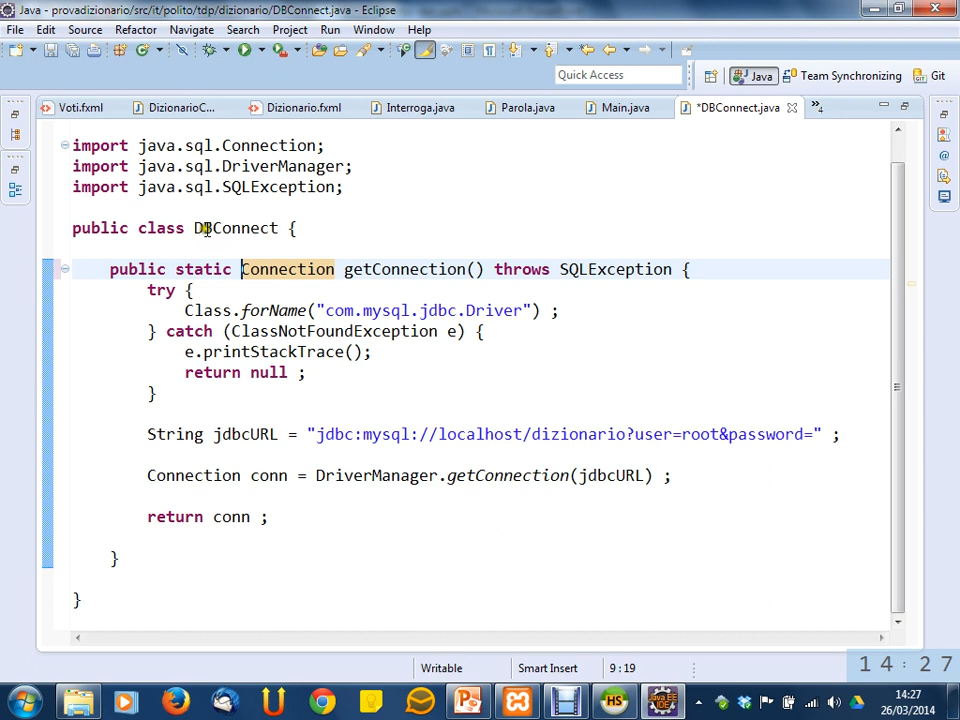 Java - provadizionario/src/it/polito/tdp/dizionario/DBConnect.java - Eclipse
File Edit Source Refactor Navigate Search Project Run Window Help
Quick Access Java Team Synchronizing Git
Voti.fxml DizionarioC... Dizionario.fxml Interroga.java Parola.java Main.java *DBConnect.java »4
import java.sql.Connection;
import java.sql.DriverManager;
import java.sql.SQLException;
public class DBConnect {
public static Connection getConnection() throws SQLException {
try {
Class.forName("com.mysql.jdbc.Driver") ;
} catch (ClassNotFoundException e) {
e.printStackTrace();
return null ;
}
String jdbcURL = "jdbc:mysql://localhost/dizionario?user=root&password=" ;
Connection conn = DriverManager.getConnection(jdbcURL) ;
return conn ;
}
}
Writable Smart Insert 9:19
14:27
14:27
26/03/2014